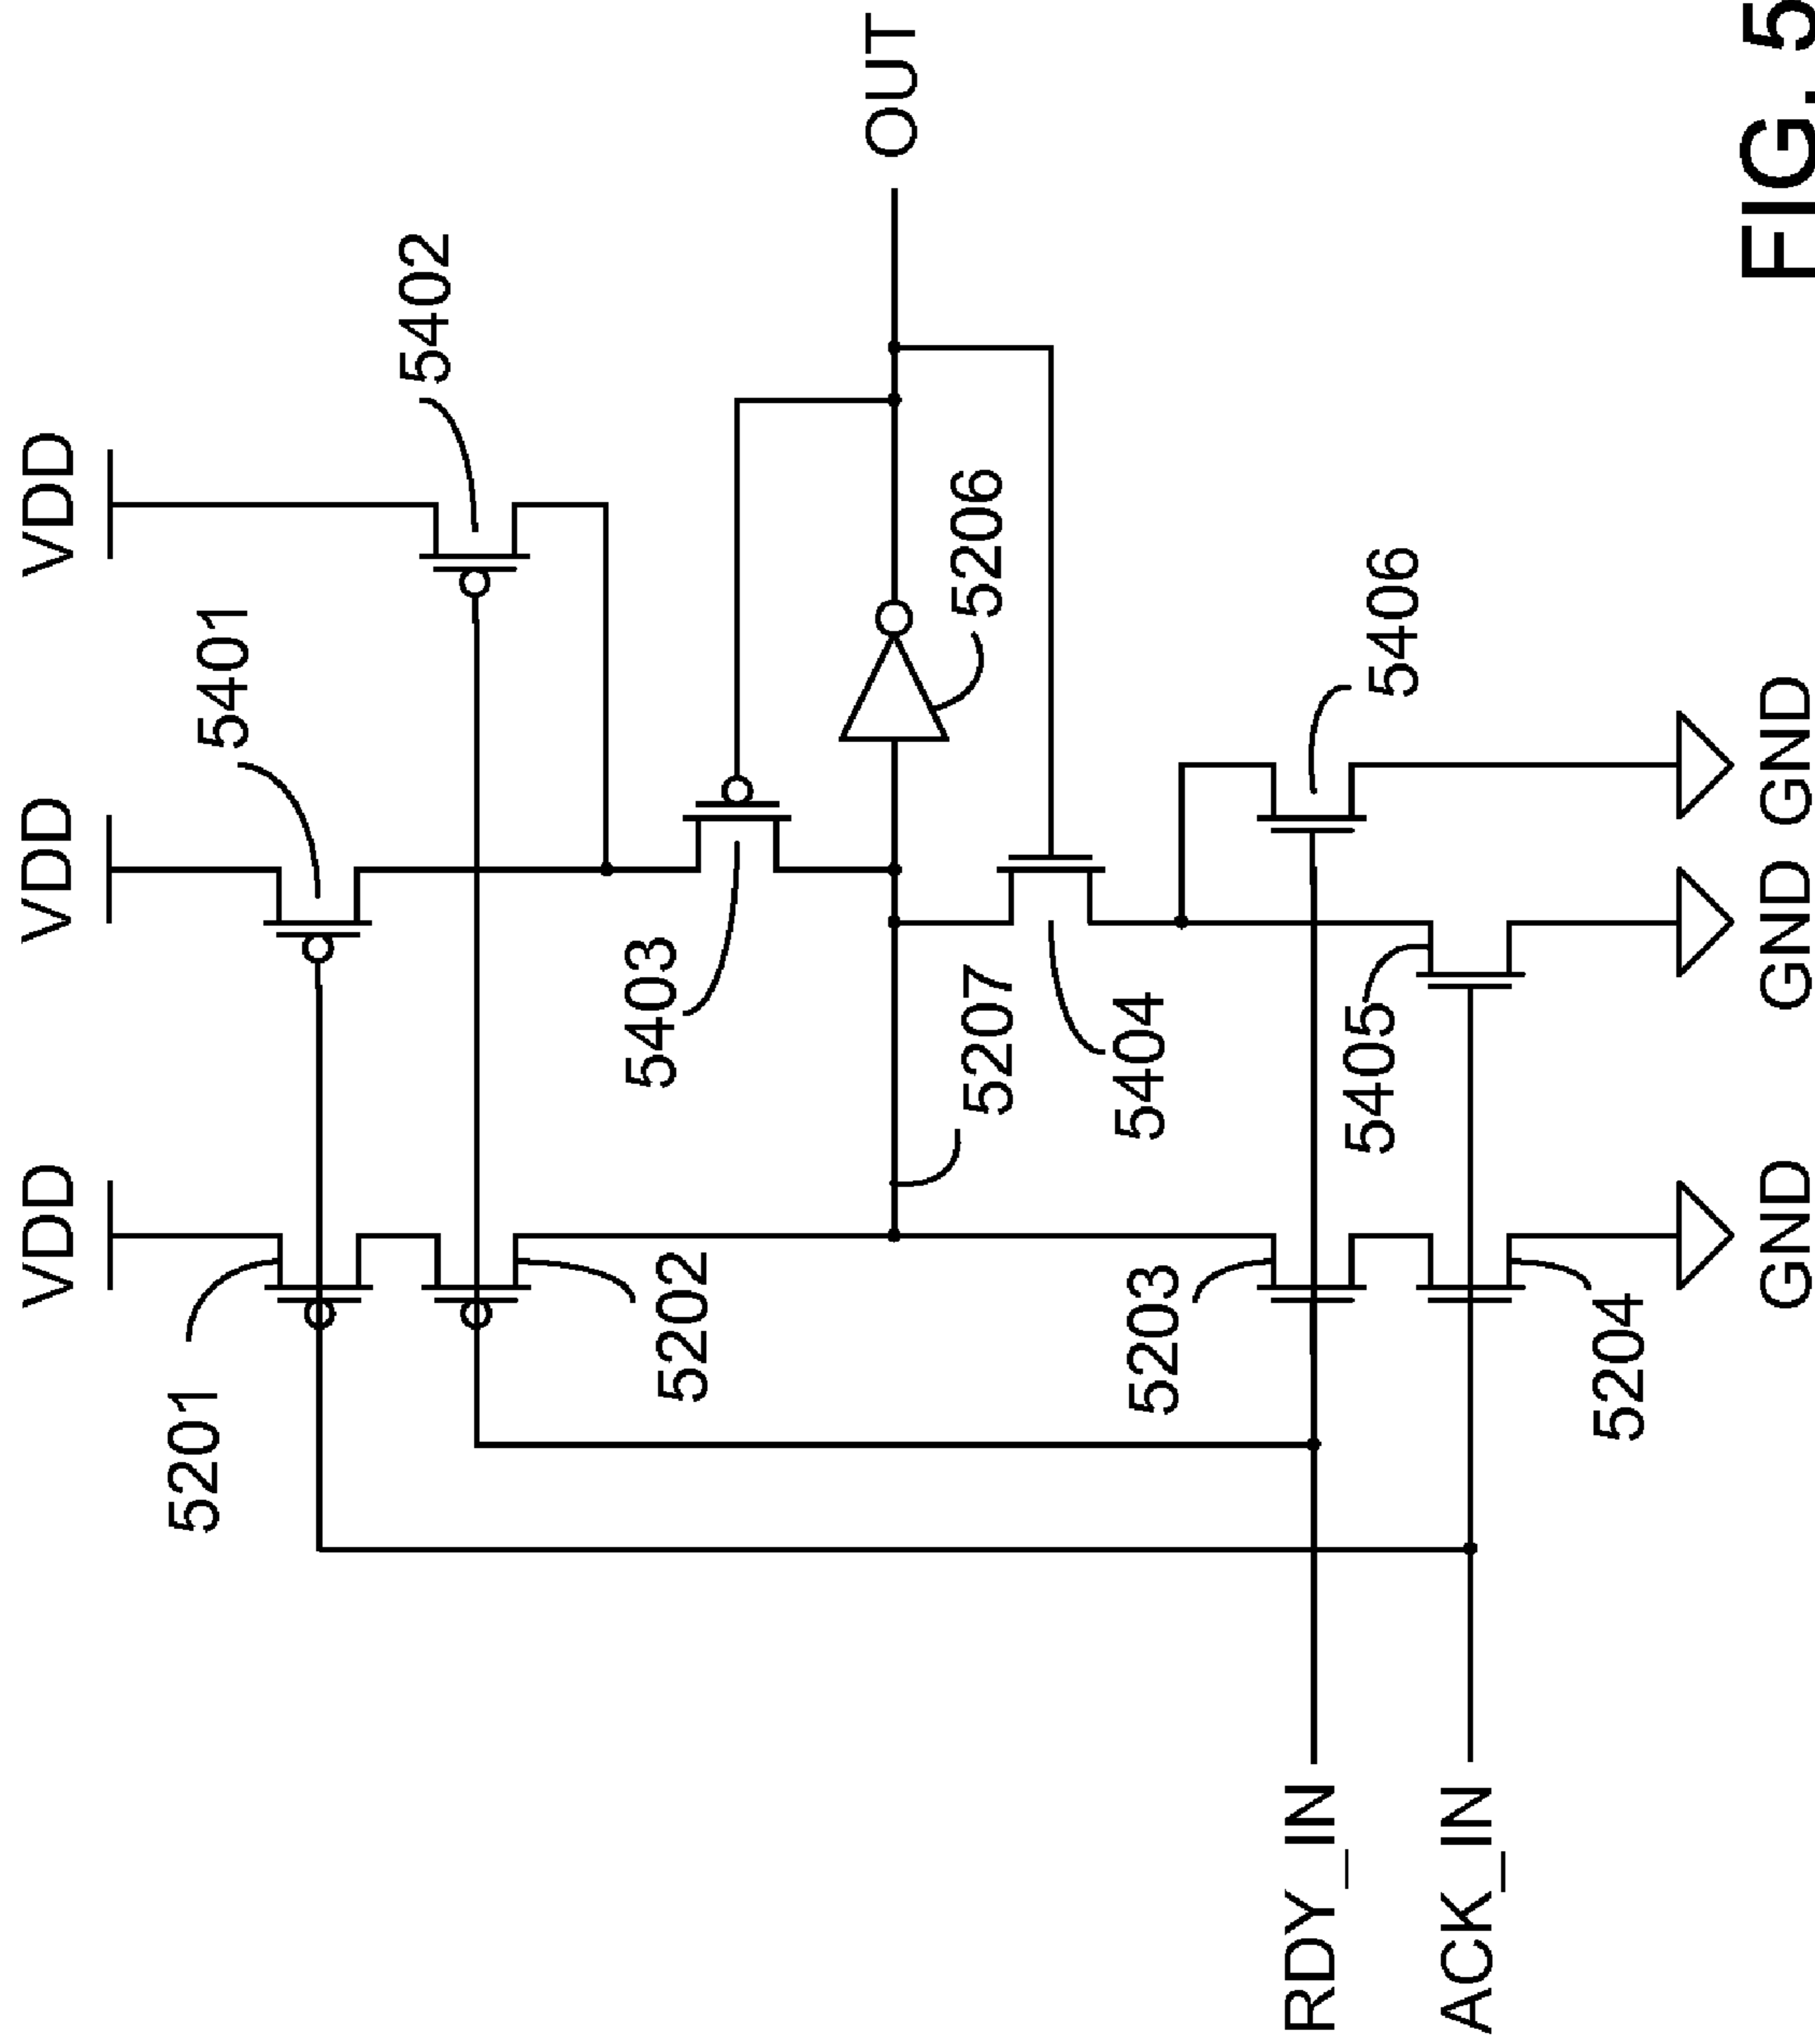 VDD
VDD
VDD
5201
5401
5402
5202
5403
OUT
5206
5207
5404
5203
5405
5406
5204
RDY_IN
ACK_IN
GND
GND
GND
FIG. 5